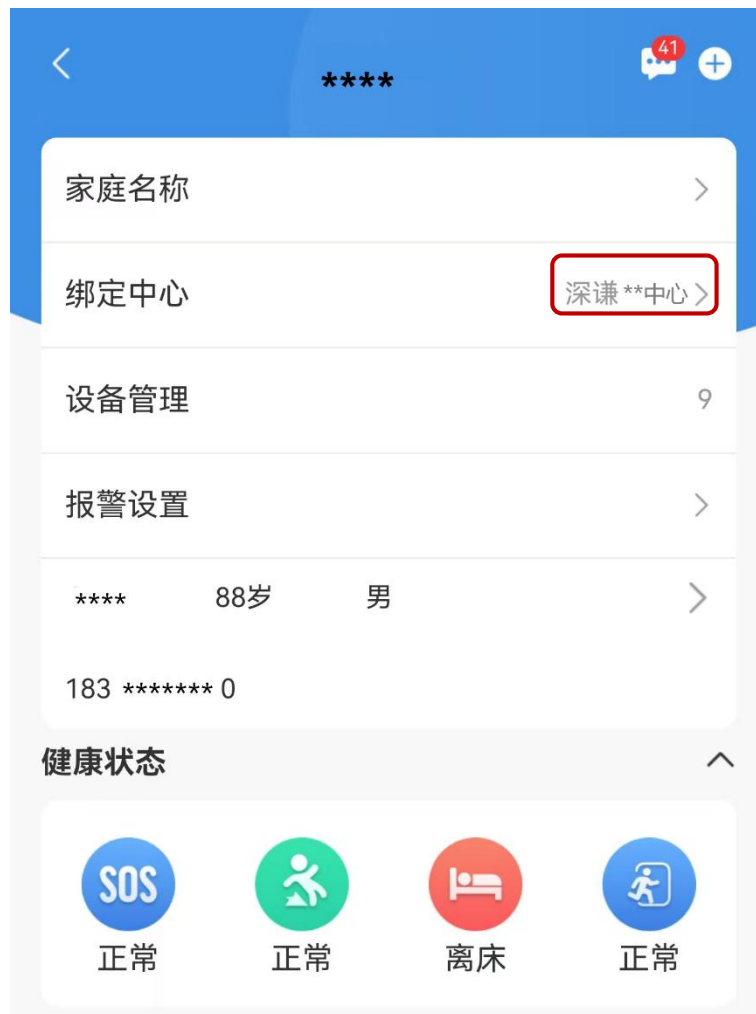 41
****
家庭名称
绑定中心 深谦 **中心
设备管理 9
报警设置
**** 88岁 男
183 ******* 0
健康状态
SOS
正常 正常 离床 正常